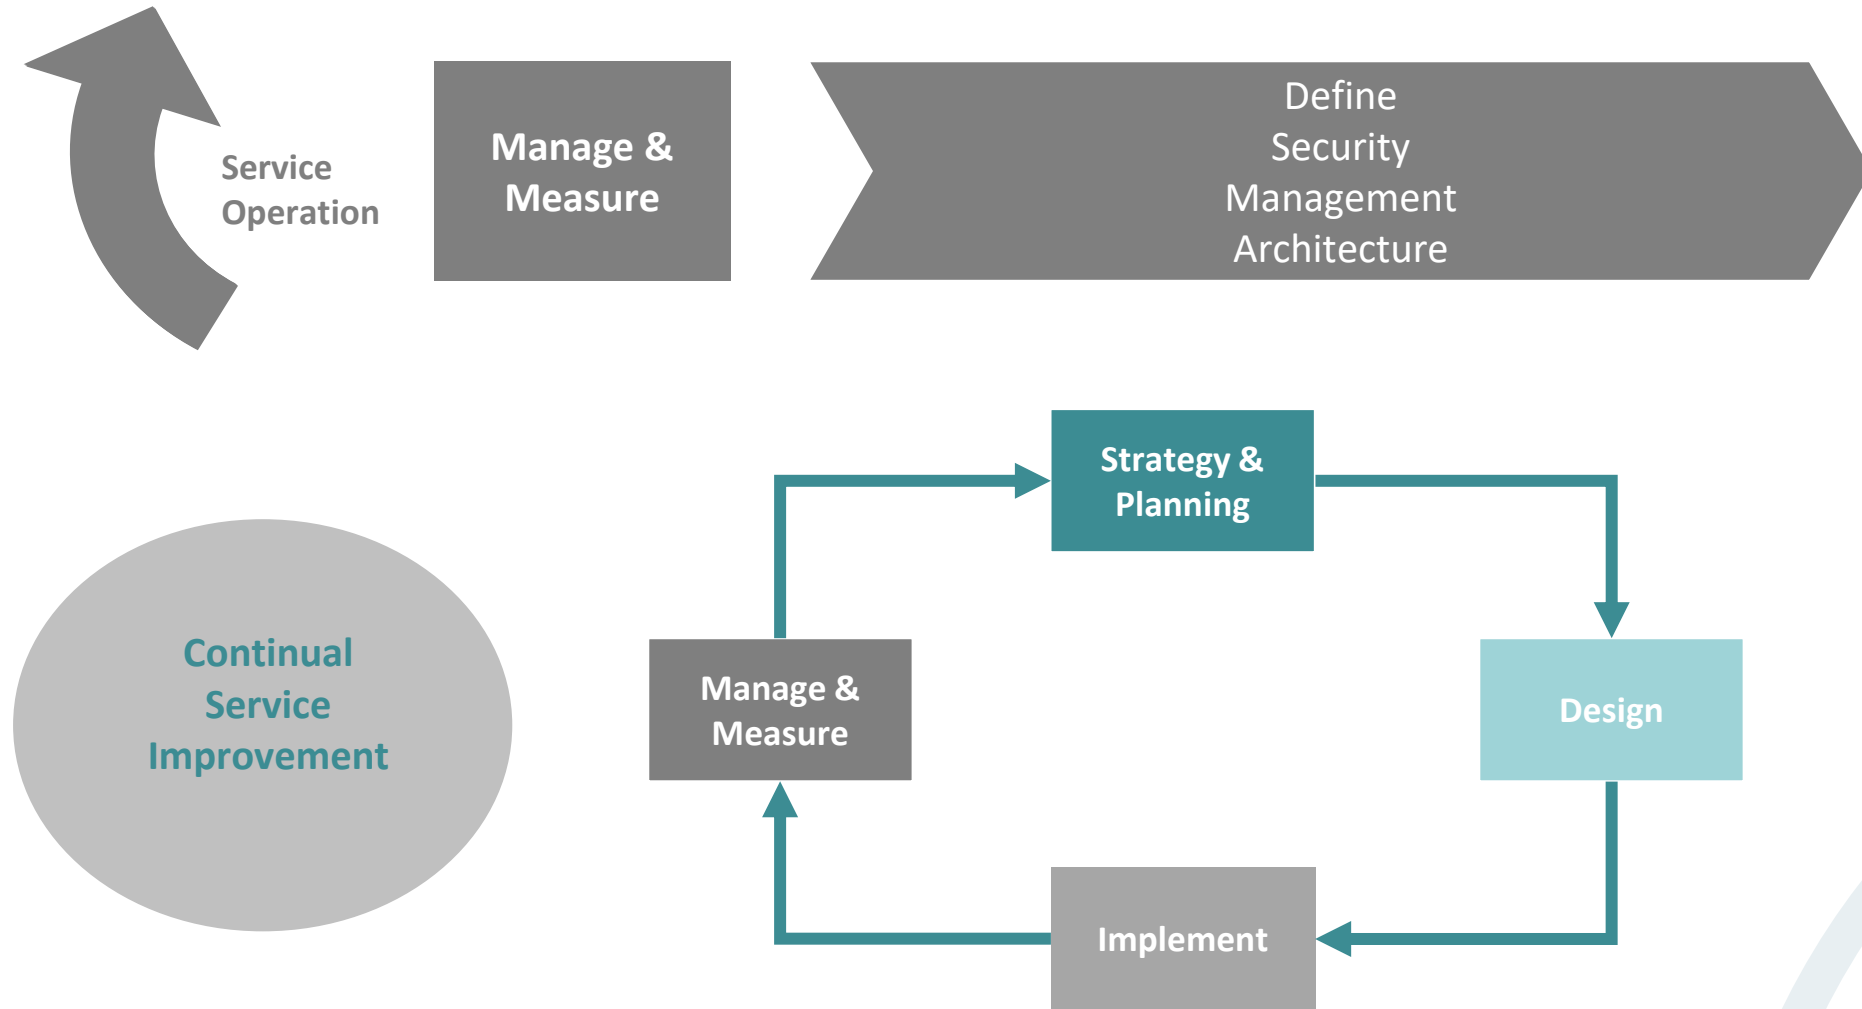 Service
Operation
Manage &
Measure
Define
Security
Management
Architecture
Strategy &
Planning
Continual
Service
Improvement
Manage &
Measure
Design
Implement